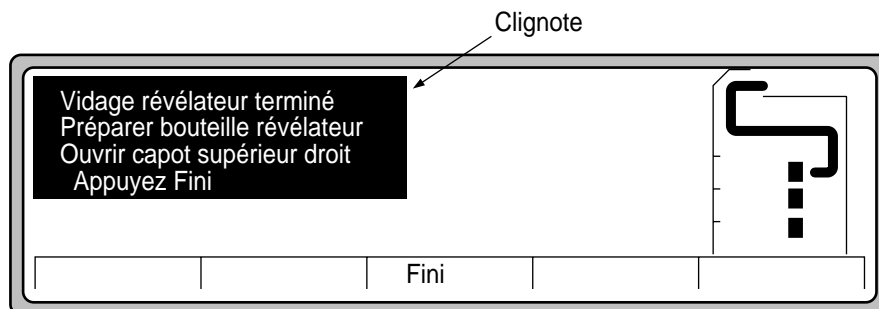 Clignote
Vidage révélateur terminé
Préparer bouteille révélateur
Ouvrir capot supérieur droit
Appuyez Fini
Fini